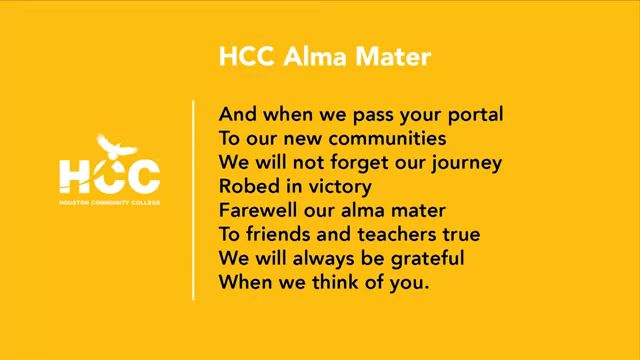 HCC Alma Mater
And when we pass your portal
To our new communities
We will not forget our journey
Robed in victory
Farewell our alma mater
To friends and teachers true
We will always be grateful
When we think of you.
HCC
HOUSTON COMMUNITY COLLEGE